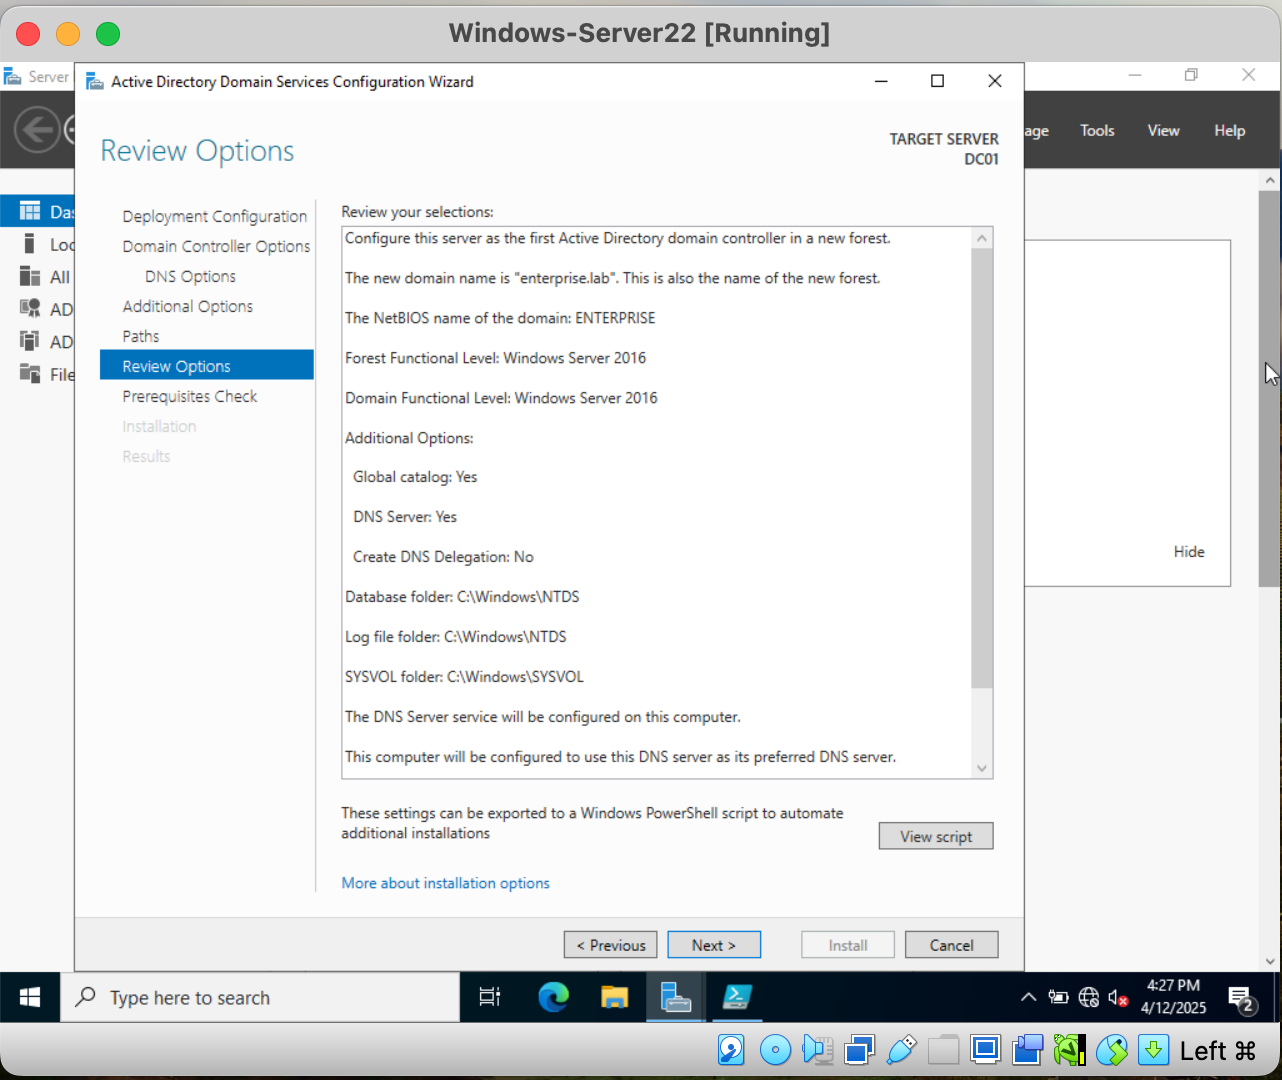 Windows-Server22 [Running]
Server
Active Directory Domain Services Configuration Wizard
age
Tools
View
Help
Review Options
TARGET SERVER
DC01
Das
Loc
All
AD
AD
File
Deployment Configuration
Domain Controller Options
DNS Options
Additional Options
Paths
Review Options
Prerequisites Check
Installation
Results
Review your selections:
Configure this server as the first Active Directory domain controller in a new forest.
The new domain name is "enterprise.lab". This is also the name of the new forest.
The NetBIOS name of the domain: ENTERPRISE
Forest Functional Level: Windows Server 2016
Domain Functional Level: Windows Server 2016
Additional Options:
Global catalog: Yes
DNS Server: Yes
Create DNS Delegation: No
Database folder: C:\Windows\NTDS
Log file folder: C:\Windows\NTDS
SYSVOL folder: C:\Windows\SYSVOL
The DNS Server service will be configured on this computer.
This computer will be configured to use this DNS server as its preferred DNS server.
Hide
These settings can be exported to a Windows PowerShell script to automate
additional installations
View script
More about installation options
< Previous
Next >
Install
Cancel
Type here to search
4:27 PM
4/12/2025
2
Left ⌘